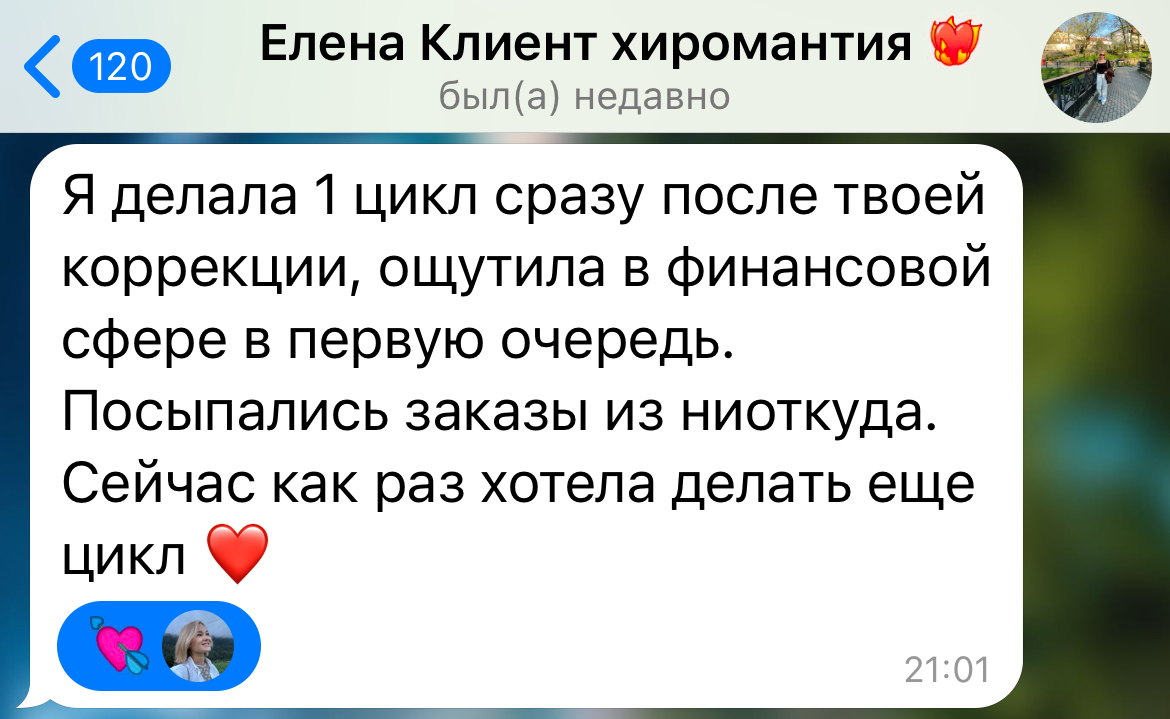 120
Елена Клиент хиромантия ❤️‍🔥
был(а) недавно
Я делала 1 цикл сразу после твоей
коррекции, ощутила в финансовой
сфере в первую очередь.
Посыпались заказы из ниоткуда.
Сейчас как раз хотела делать еще
цикл ❤️
💘
21:01